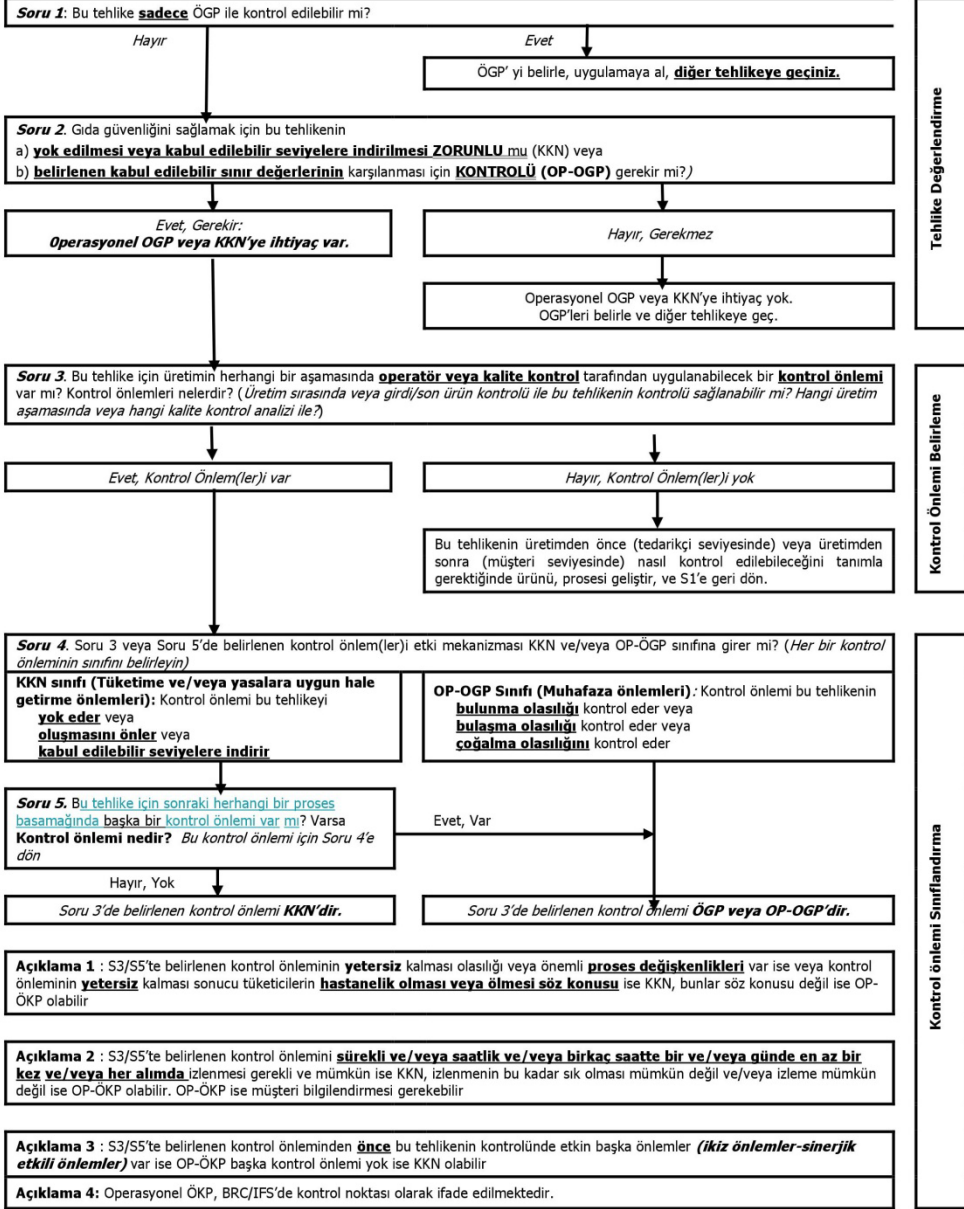 Soru 1: Bu tehlike sadece ÖGP ile kontrol edilebilir mi?
Hayır
Evet
ÖGP' yi belirle, uygulamaya al, diğer tehlikeye geçiniz.
Soru 2. Gıda güvenliğini sağlamak için bu tehlikenin
a) yok edilmesi veya kabul edilebilir seviyelere indirilmesi ZORUNLU mu (KKN) veya
b) belirlenen kabul edilebilir sınır değerlerinin karşılanması için KONTROLÜ (OP-OGP) gerekir mi?)
Evet, Gerekir:
Operasyonel OGP veya KKN'ye ihtiyaç var.
Hayır, Gerekmez
Operasyonel OGP veya KKN'ye ihtiyaç yok.
OGP'leri belirle ve diğer tehlikeye geç.
Tehlike Değerlendirme
Soru 3. Bu tehlike için üretimin herhangi bir aşamasında operatör veya kalite kontrol tarafından uygulanabilecek bir kontrol önlemi
var mı? Kontrol önlemleri nelerdir? (Üretim sırasında veya girdi/son ürün kontrolü ile bu tehlikenin kontrolü sağlanabilir mi? Hangi üretim
aşamasında veya hangi kalite kontrol analizi ile?)
Evet, Kontrol Önlem(ler)i var
Hayır, Kontrol Önlem(ler)i yok
Bu tehlikenin üretimden önce (tedarikçi seviyesinde) veya üretimden
sonra (müşteri seviyesinde) nasıl kontrol edilebileceğini tanımla
gerektiğinde ürünü, prosesi geliştir, ve S1'e geri dön.
Kontrol Önlemi Belirleme
Soru 4. Soru 3 veya Soru 5'de belirlenen kontrol önlem(ler)i etki mekanizması KKN ve/veya OP-ÖGP sınıfına girer mi? (Her bir kontrol
önleminin sınıfını belirleyin)
KKN sınıfı (Tüketime ve/veya yasalara uygun hale
getirme önlemleri): Kontrol önlemi bu tehlikeyi
yok eder veya
oluşmasını önler veya
kabul edilebilir seviyelere indirir
OP-OGP Sınıfı (Muhafaza önlemleri): Kontrol önlemi bu tehlikenin
bulunma olasılığı kontrol eder veya
bulaşma olasılığı kontrol eder veya
çoğalma olasılığını kontrol eder
Soru 5. Bu tehlike için sonraki herhangi bir proses
basamağında başka bir kontrol önlemi var mı? Varsa
Kontrol önlemi nedir? Bu kontrol önlemi için Soru 4'e
dön
Evet, Var
Hayır, Yok
Soru 3'de belirlenen kontrol önlemi KKN'dir.
Soru 3'de belirlenen kontrol önlemi ÖGP veya OP-OGP'dir.
Açıklama 1 : S3/S5'te belirlenen kontrol önleminin yetersiz kalması olasılığı veya önemli proses değişkenlikleri var ise veya kontrol
önleminin yetersiz kalması sonucu tüketicilerin hastanelik olması veya ölmesi söz konusu ise KKN, bunlar söz konusu değil ise OP-
ÖKP olabilir
Açıklama 2 : S3/S5'te belirlenen kontrol önlemini sürekli ve/veya saatlik ve/veya birkaç saatte bir ve/veya günde en az bir
kez ve/veya her alımda izlenmesi gerekli ve mümkün ise KKN, izlenmenin bu kadar sık olması mümkün değil ve/veya izleme mümkün
değil ise OP-ÖKP olabilir. OP-ÖKP ise müşteri bilgilendirmesi gerekebilir
Açıklama 3 : S3/S5'te belirlenen kontrol önleminden önce bu tehlikenin kontrolünde etkin başka önlemler (ikiz önlemler-sinerjik
etkili önlemler) var ise OP-ÖKP başka kontrol önlemi yok ise KKN olabilir
Açıklama 4: Operasyonel ÖKP, BRC/IFS'de kontrol noktası olarak ifade edilmektedir.
Kontrol önlemi Sınıflandırma